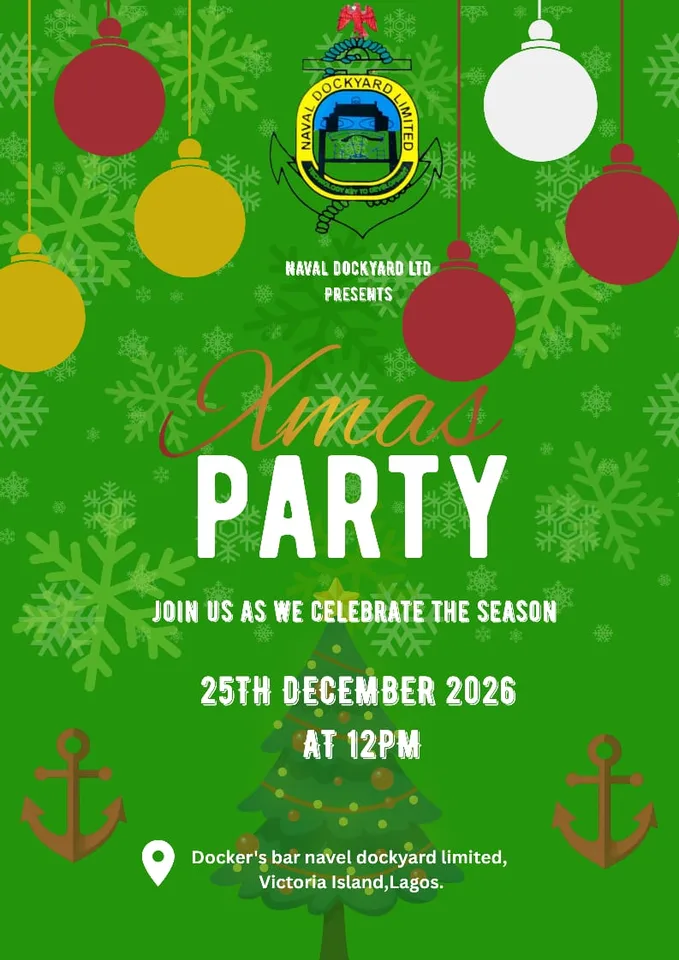 NAVAL DOCKYARD LIMITED
NAVAL DOCKYARD LTD
PRESENTS
Xmas
PARTY
JOIN US AS WE CELEBRATE THE SEASON
25TH DECEMBER 2026
AT 12PM
Docker's bar navel dockyard limited,
Victoria Island,Lagos.